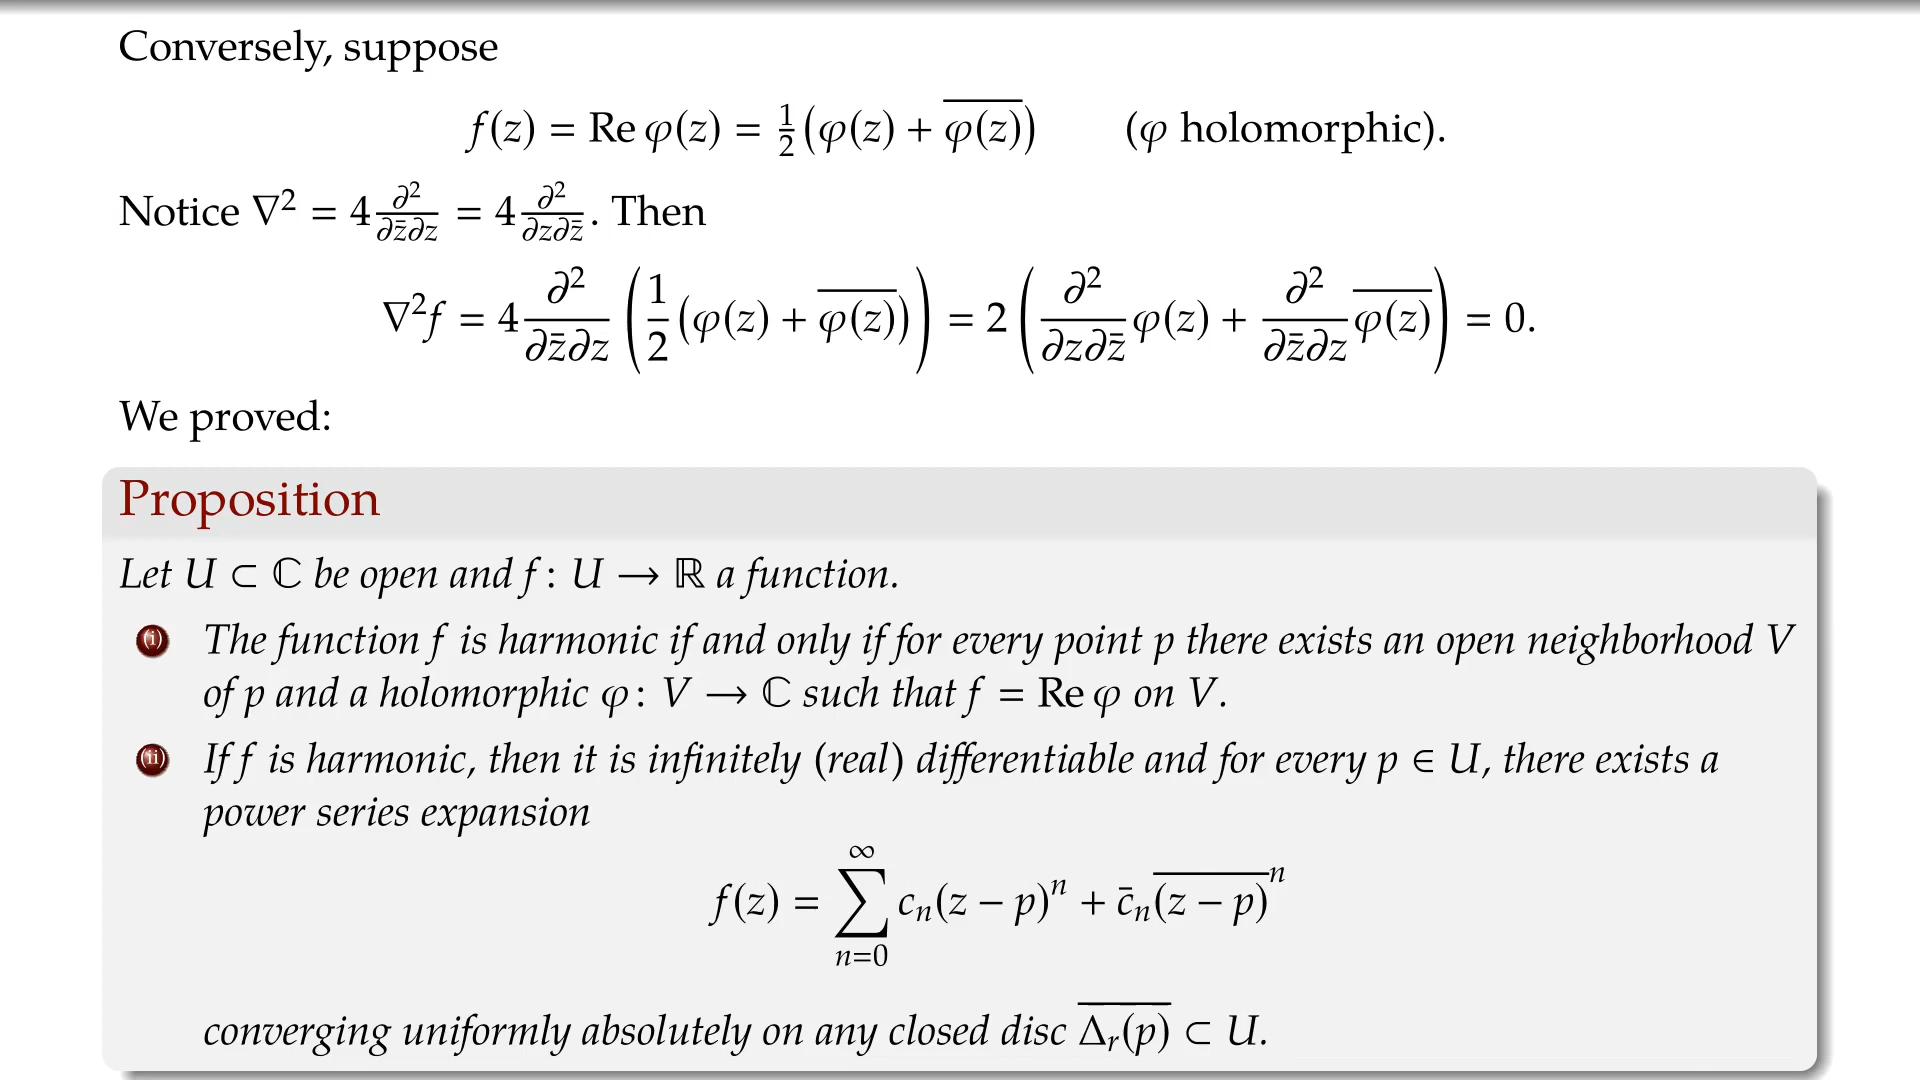 Conversely, suppose
f(z) = Re φ(z) = ½(φ(z) + \overline{φ(z)})  (φ holomorphic).
Notice ∇² = 4 ∂²/∂z̄∂z = 4 ∂²/∂z∂z̄. Then
∇²f = 4 ∂²/∂z̄∂z (1/2 (φ(z) + \overline{φ(z)})) = 2 (∂²/∂z∂z̄ φ(z) + ∂²/∂z̄∂z \overline{φ(z)}) = 0.
We proved:
Proposition
Let U ⊂ ℂ be open and f : U → ℝ a function.
(i) The function f is harmonic if and only if for every point p there exists an open neighborhood V
of p and a holomorphic φ : V → ℂ such that f = Re φ on V.
(ii) If f is harmonic, then it is infinitely (real) differentiable and for every p ∈ U, there exists a
power series expansion
f(z) = \sum_{n=0}^{∞} c_n(z − p)^n + c̄_n \overline{(z − p)}^n
converging uniformly absolutely on any closed disc \overline{Δ_r(p)} ⊂ U.